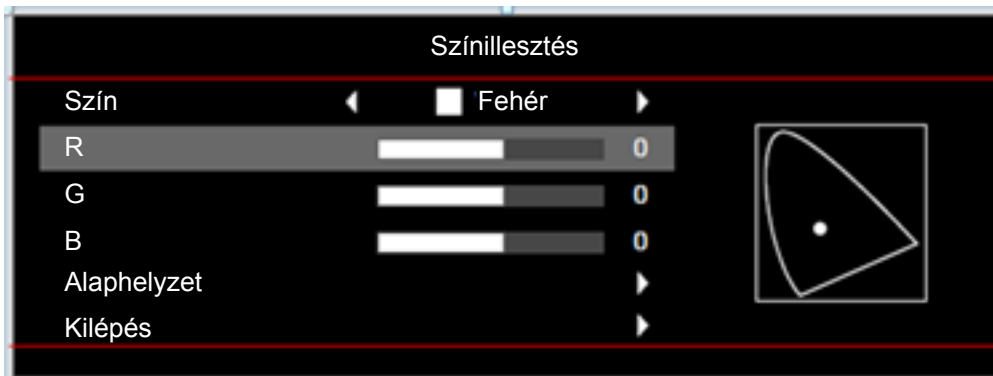 Színillesztés
Szín Fehér
R 0
G 0
B 0
Alaphelyzet
Kilépés